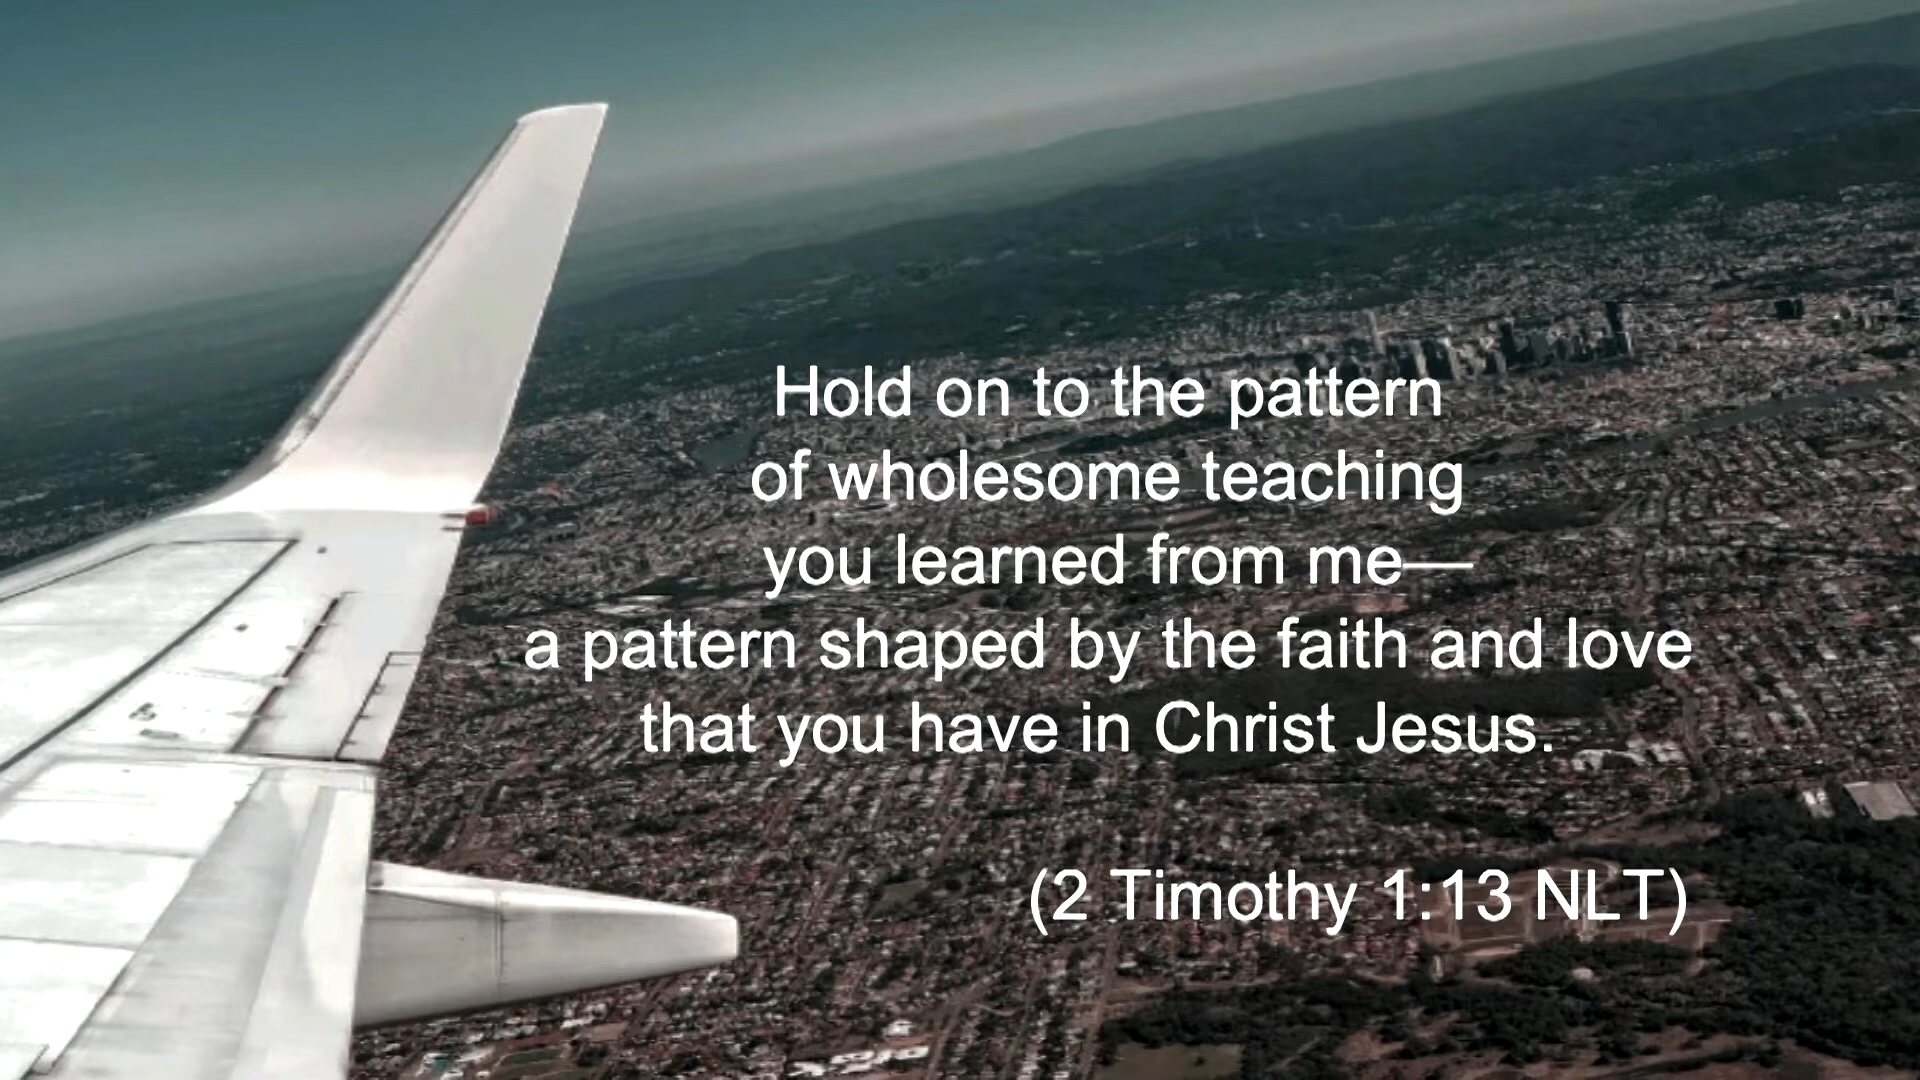 Hold on to the pattern
of wholesome teaching
you learned from me—
a pattern shaped by the faith and love
that you have in Christ Jesus.
(2 Timothy 1:13 NLT)